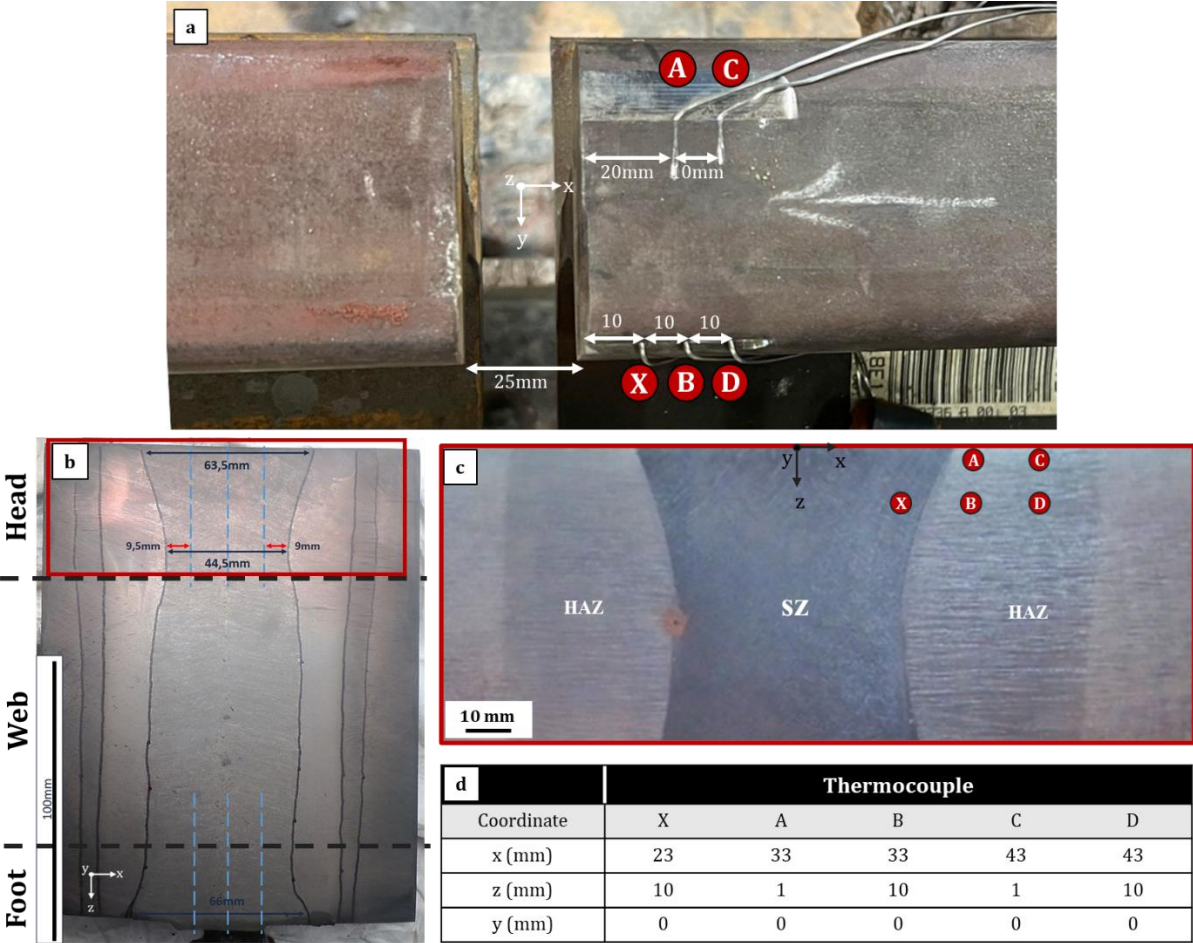 a
A C
20mm 10mm
z x
y
10 10 10
25mm
X B D
b
63,5mm
9,5mm 9mm
44,5mm
Head
Web
Foot
100mm
y x
z
66mm
c
y x
z
A C
X B D
HAZ SZ HAZ
10 mm
d Thermocouple
Coordinate X A B C D
x (mm) 23 33 33 43 43
z (mm) 10 1 10 1 10
y (mm) 0 0 0 0 0